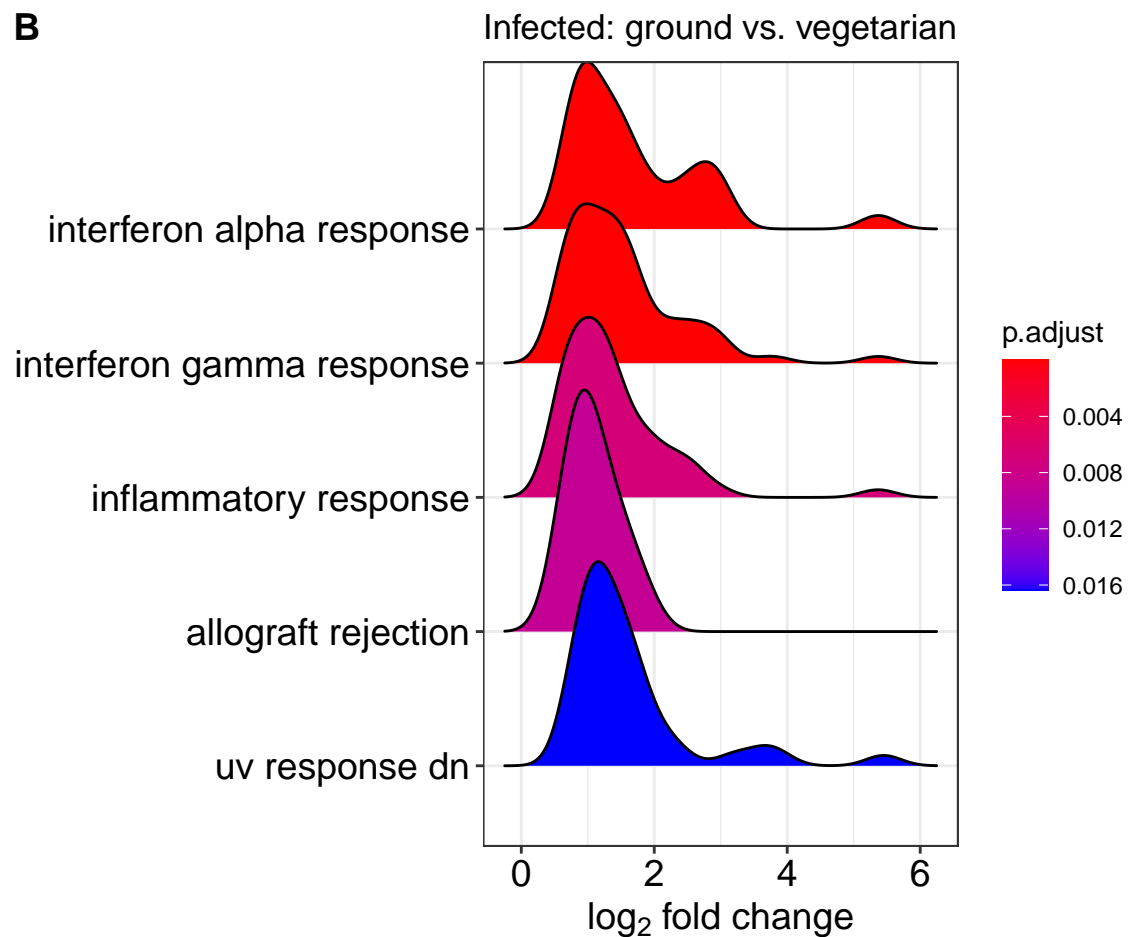 B
Infected: ground vs. vegetarian
interferon alpha response
interferon gamma response
inflammatory response
allograft rejection
uv response dn
0 2 4 6
log₂ fold change
p.adjust
0.004
0.008
0.012
0.016